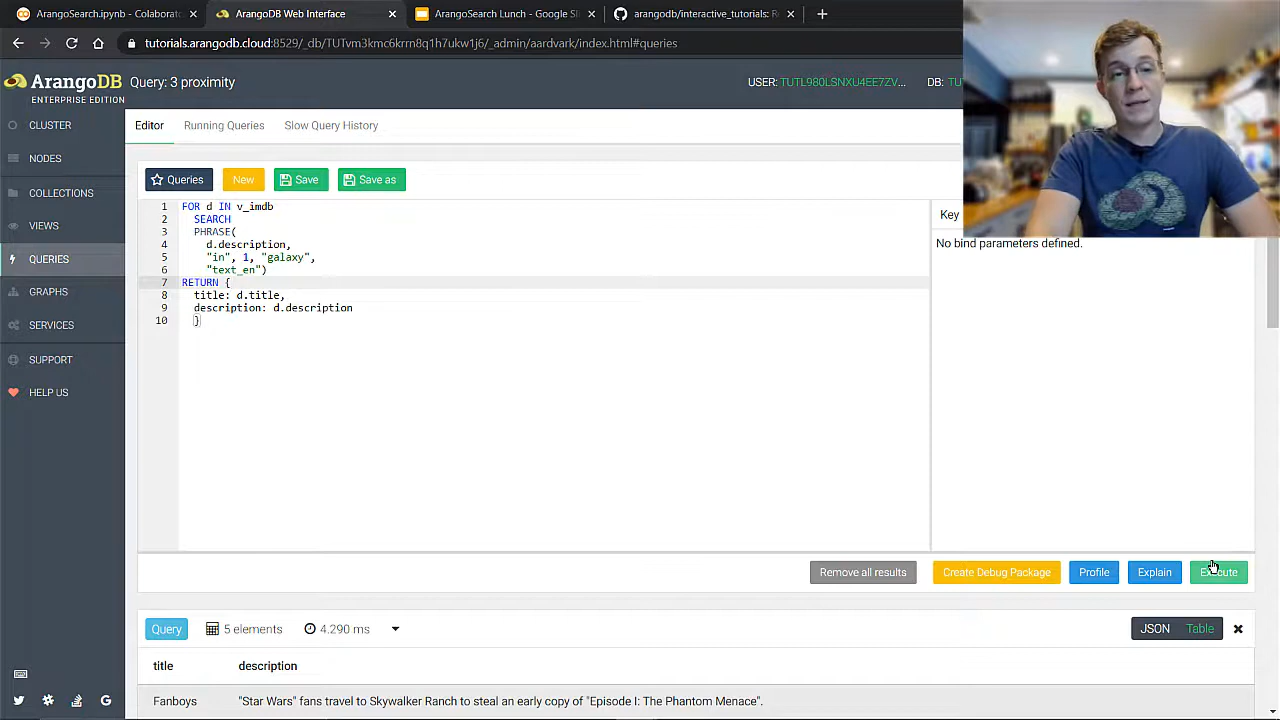 ArangoSearch.ipynb - Colaborato
ArangoDB Web Interface
ArangoSearch Lunch - Google Sli
arangodb/interactive_tutorials: R
tutorials.arangodb.cloud:8529/_db/TUTvm3kmc6krrn8q1h7ukw1j6/_admin/aardvark/index.html#queries
ArangoDB
ENTERPRISE EDITION
Query: 3 proximity
USER: TUTL980LSNXU4EE7ZV...
DB: TU
CLUSTER
NODES
COLLECTIONS
VIEWS
QUERIES
GRAPHS
SERVICES
SUPPORT
HELP US
Editor
Running Queries
Slow Query History
Queries
New
Save
Save as
1 FOR d IN v_imdb
2 SEARCH
3 PHRASE(
4 d.description,
5 "in", 1, "galaxy",
6 "text_en")
7 RETURN {
8 title: d.title,
9 description: d.description
10 }
Key
No bind parameters defined.
Remove all results
Create Debug Package
Profile
Explain
Execute
Query
5 elements
4.290 ms
JSON
Table
title
description
Fanboys
"Star Wars" fans travel to Skywalker Ranch to steal an early copy of "Episode I: The Phantom Menace".